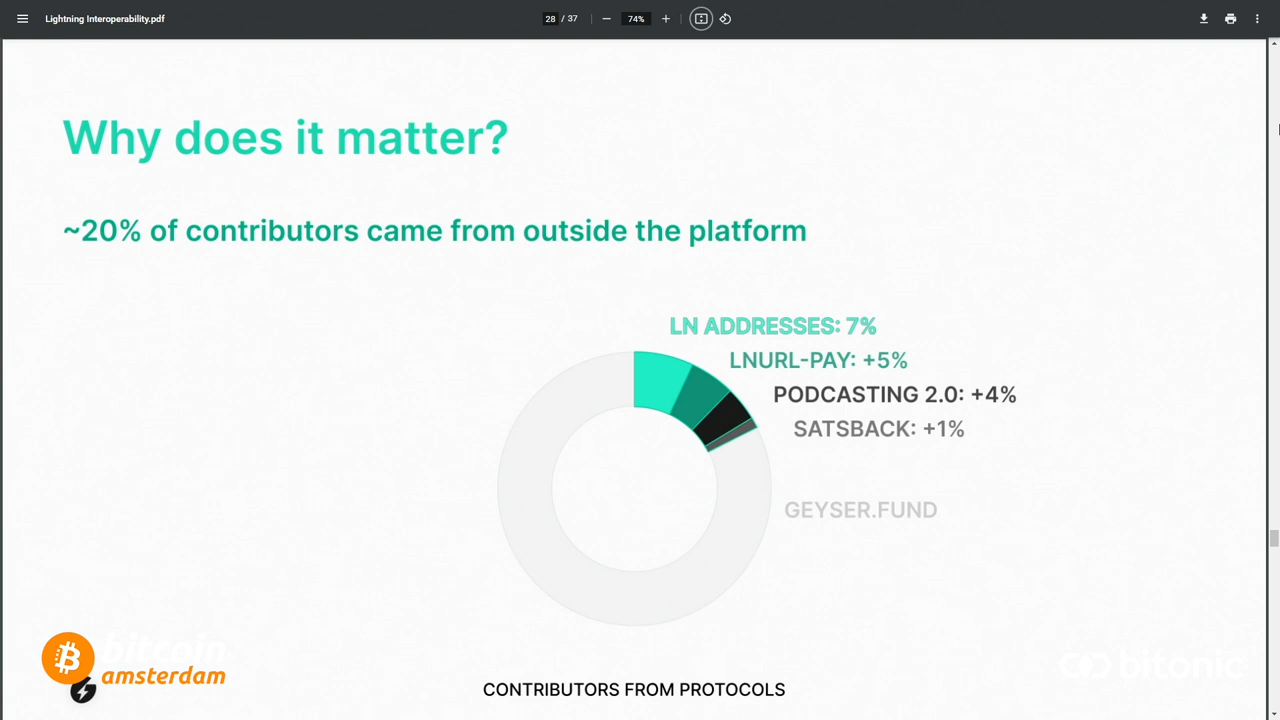 Lightning Interoperability.pdf
28 / 37
74%
Why does it matter?
~20% of contributors came from outside the platform
LN ADDRESSES: 7%
LNURL-PAY: +5%
PODCASTING 2.0: +4%
SATSBACK: +1%
GEYSER.FUND
bitcoin
amsterdam
bitonic
CONTRIBUTORS FROM PROTOCOLS